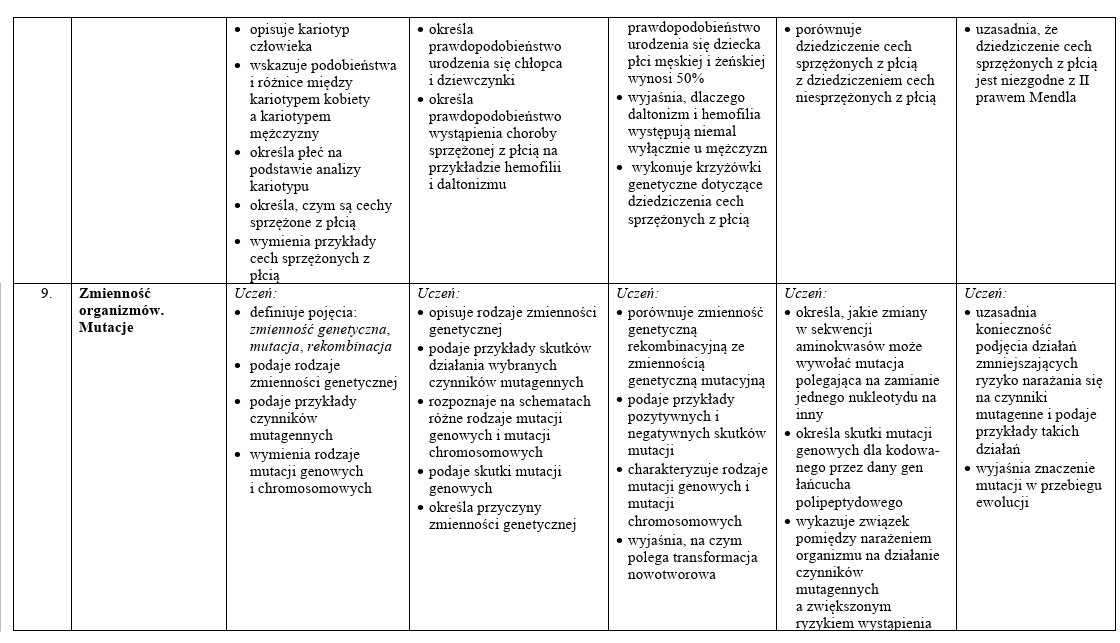 opisuje kariotyp
człowieka
wskazuje podobieństwa
i różnice między
kariotypem kobiety
a kariotypem
mężczyzny
określa płeć na
podstawie analizy
kariotypu
określa, czym są cechy
sprzężone z płcią
wymienia przykłady
cech sprzężonych z
płcią
określa
prawdopodobieństwo
urodzenia się chłopca
i dziewczynki
określa
prawdopodobieństwo
wystąpienia choroby
sprzężonej z płcią na
przykładzie hemofilii
i daltonizmu
prawdopodobieństwo
urodzenia się dziecka
płci męskiej i żeńskiej
wynosi 50%
wyjaśnia, dlaczego
daltonizm i hemofilia
występują niemal
wyłącznie u mężczyzn
wykonuje krzyżówki
genetyczne dotyczące
dziedziczenia cech
sprzężonych z płcią
porównuje
dziedziczenie cech
sprzężonych z płcią
z dziedziczeniem cech
niesprzężonych z płcią
uzasadnia, że
dziedziczenie cech
sprzężonych z płcią
jest niezgodne z II
prawem Mendla
9.
Zmienność
organizmów.
Mutacje
Uczeń:
definiuje pojęcia:
zmienność genetyczna,
mutacja, rekombinacja
podaje rodzaje
zmienności genetycznej
podaje przykłady
czynników
mutagennych
wymienia rodzaje
mutacji genowych
i chromosomowych
Uczeń:
opisuje rodzaje zmienności
genetycznej
podaje przykłady skutków
działania wybranych
czynników mutagennych
rozpoznaje na schematach
różne rodzaje mutacji
genowych i mutacji
chromosomowych
podaje skutki mutacji
genowych
określa przyczyny
zmienności genetycznej
Uczeń:
porównuje zmienność
genetyczną
rekombinacyjną ze
zmiennością
genetyczną mutacyjną
podaje przykłady
pozytywnych i
negatywnych skutków
mutacji
charakteryzuje rodzaje
mutacji genowych i
mutacji
chromosomowych
wyjaśnia, na czym
polega transformacja
nowotworowa
Uczeń:
określa, jakie zmiany
w sekwencji
aminokwasów może
wywołać mutacja
polegająca na zamianie
jednego nukleotydu na
inny
określa skutki mutacji
genowych dla kodowa-
nego przez dany gen
łańcucha
polipeptydowego
wykazuje związek
pomiędzy narażeniem
organizmu na działanie
czynników
mutagennych
a zwiększonym
ryzykiem wystąpienia
Uczeń:
uzasadnia
konieczność
podjęcia działań
zmniejszających
ryzyko narażania się
na czynniki
mutagenne i podaje
przykłady takich
działań
wyjaśnia znaczenie
mutacji w przebiegu
ewolucji